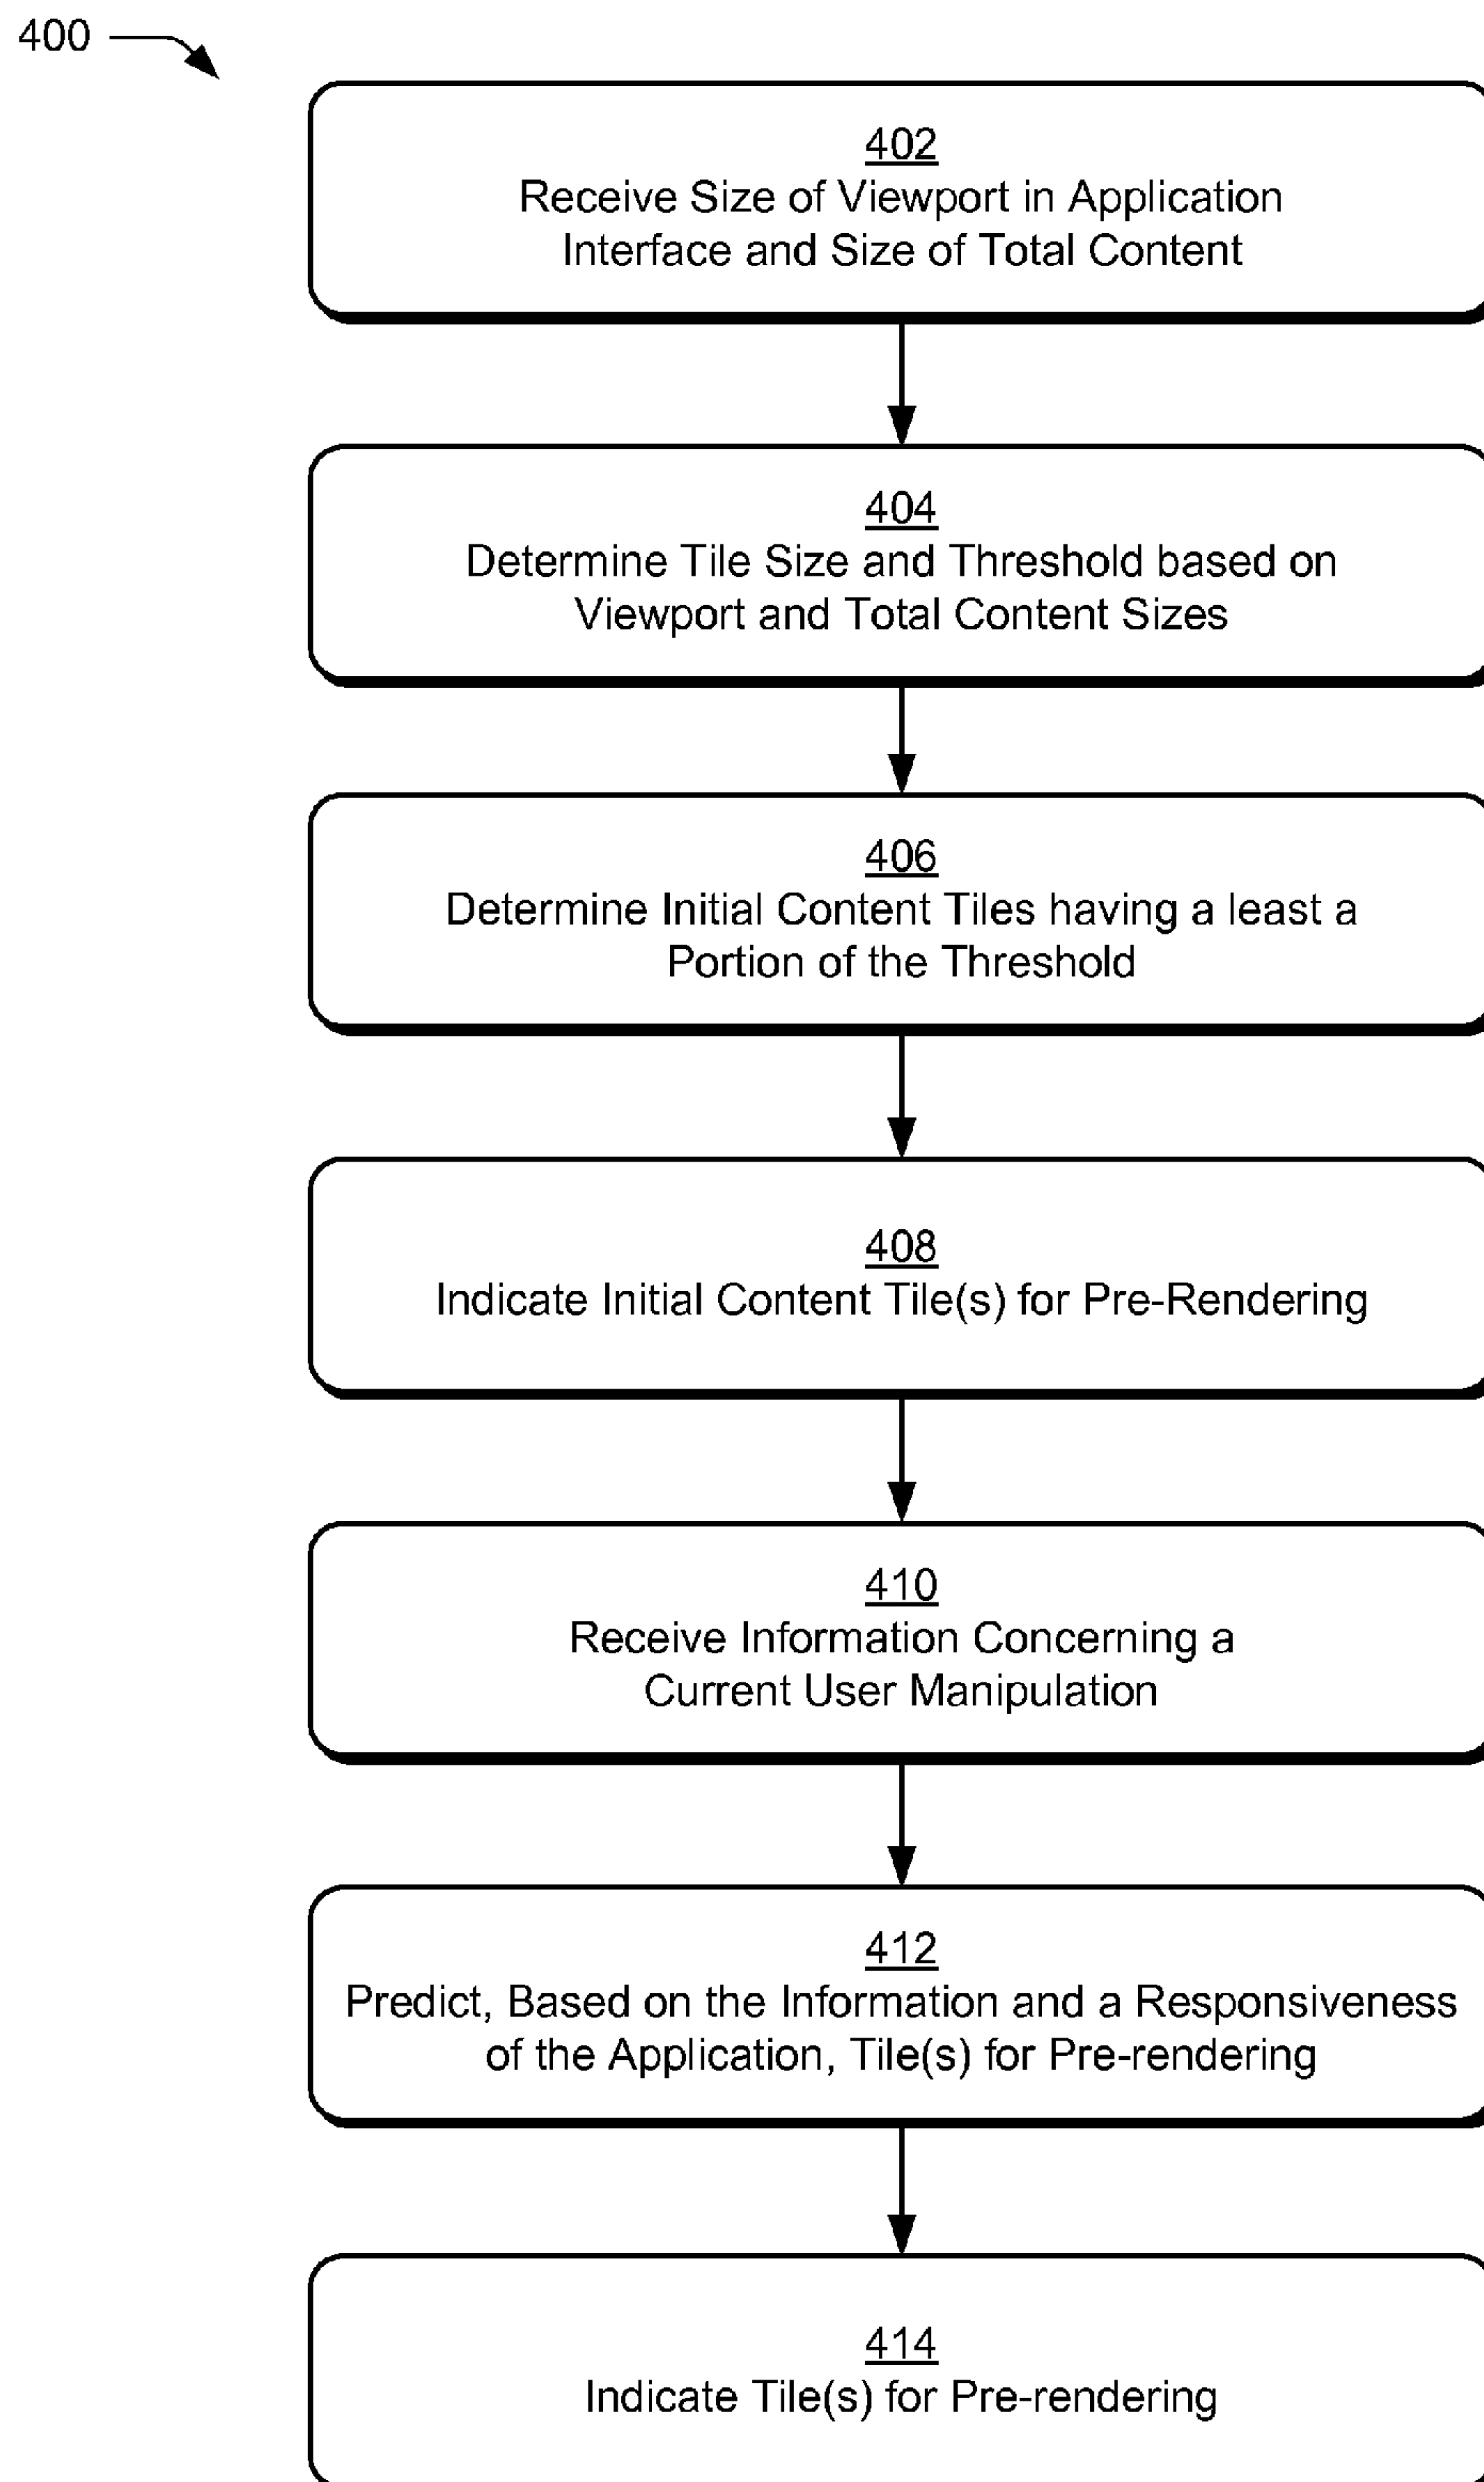 400
402
Receive Size of Viewport in Application
Interface and Size of Total Content
404
Determine Tile Size and Threshold based on
Viewport and Total Content Sizes
406
Determine Initial Content Tiles having a least a
Portion of the Threshold
408
Indicate Initial Content Tile(s) for Pre-Rendering
410
Receive Information Concerning a
Current User Manipulation
412
Predict, Based on the Information and a Responsiveness
of the Application, Tile(s) for Pre-rendering
414
Indicate Tile(s) for Pre-rendering